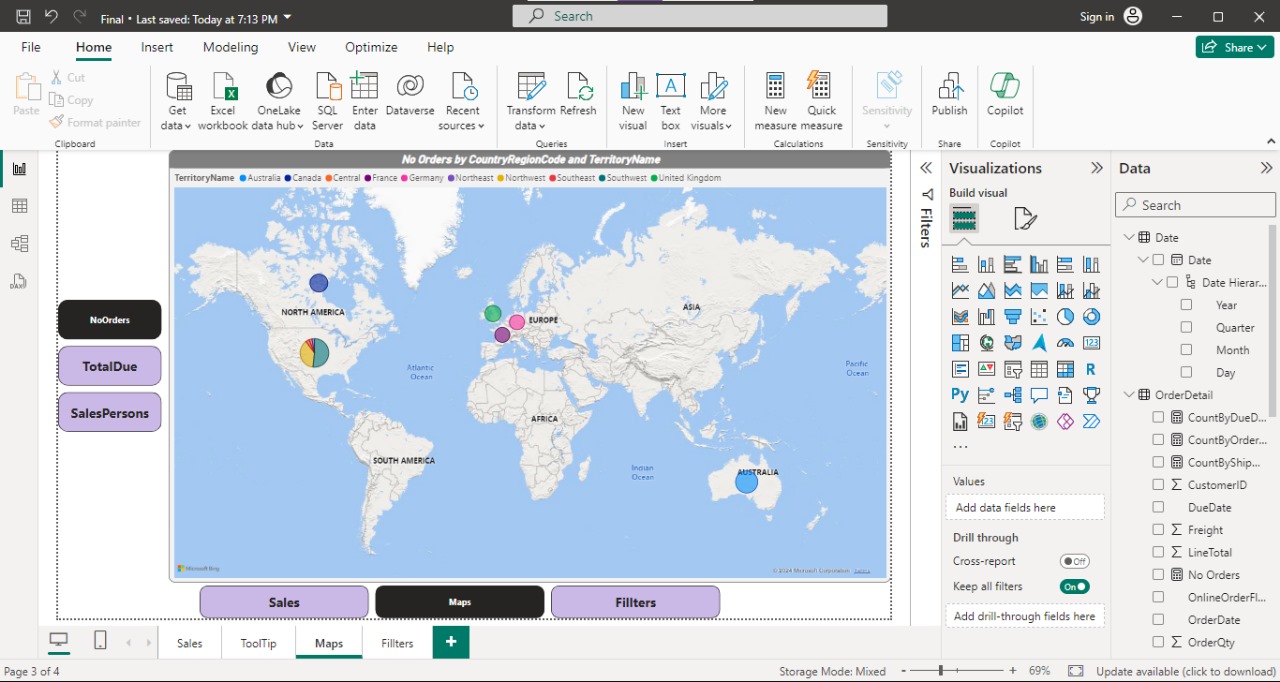 Final • Last saved: Today at 7:13 PM
Search
Sign in
File Home Insert Modeling View Optimize Help
Share
Paste
Cut
Copy
Format painter
Clipboard
Get data
Excel workbook
OneLake data hub
SQL Server
Enter data
Dataverse
Recent sources
Data
Transform data
Refresh
Queries
New visual
Text box
More visuals
Insert
New measure
Quick measure
Calculations
Sensitivity
Sensitivity
Publish
Share
Copilot
Copilot
No Orders by CountryRegionCode and TerritoryName
TerritoryName Australia Canada Central France Germany Northeast Northwest Southeast Southwest United Kingdom
NORTH AMERICA
EUROPE
ASIA
Atlantic
Ocean
Pacific
Ocean
AFRICA
SOUTH AMERICA
Indian
Ocean
AUSTRALIA
Microsoft Bing
© 2024 Microsoft Corporation Terms
NoOrders
TotalDue
SalesPersons
Sales
Maps
Fillters
Filters
Visualizations
Build visual
123
R
Py
123
...
Values
Add data fields here
Drill through
Cross-report
Off
Keep all filters
On
Add drill-through fields here
Data
Search
Date
Date
Date Hierar...
Year
Quarter
Month
Day
OrderDetail
CountByDueD...
CountByOrder...
CountByShip...
CustomerID
DueDate
Freight
LineTotal
No Orders
OnlineOrderFl...
OrderDate
OrderQty
Sales ToolTip Maps Fillters +
Page 3 of 4
Storage Mode: Mixed
- + 69%
Update available (click to download)